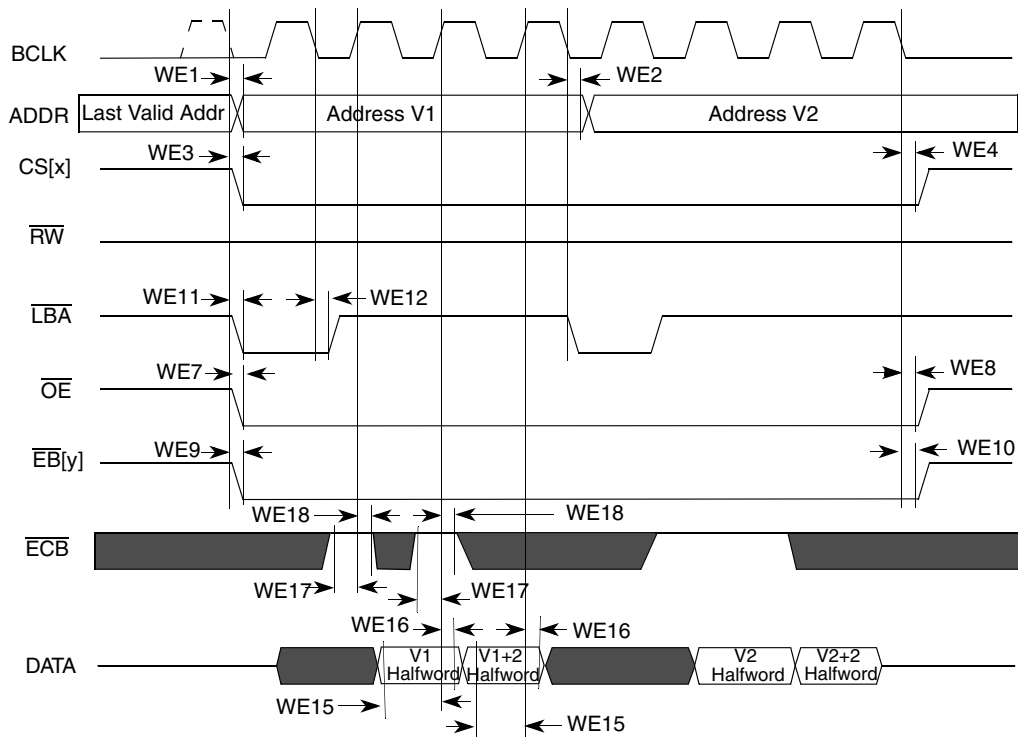 BCLK
WE1
WE2
ADDR
Last Valid Addr
Address V1
Address V2
WE3
WE4
CS[x]
RW
WE11
WE12
LBA
WE7
WE8
OE
WE9
WE10
EB[y]
WE18
WE18
ECB
WE17
WE17
WE16
WE16
DATA
V1
Halfword
V1+2
Halfword
V2
Halfword
V2+2
Halfword
WE15
WE15